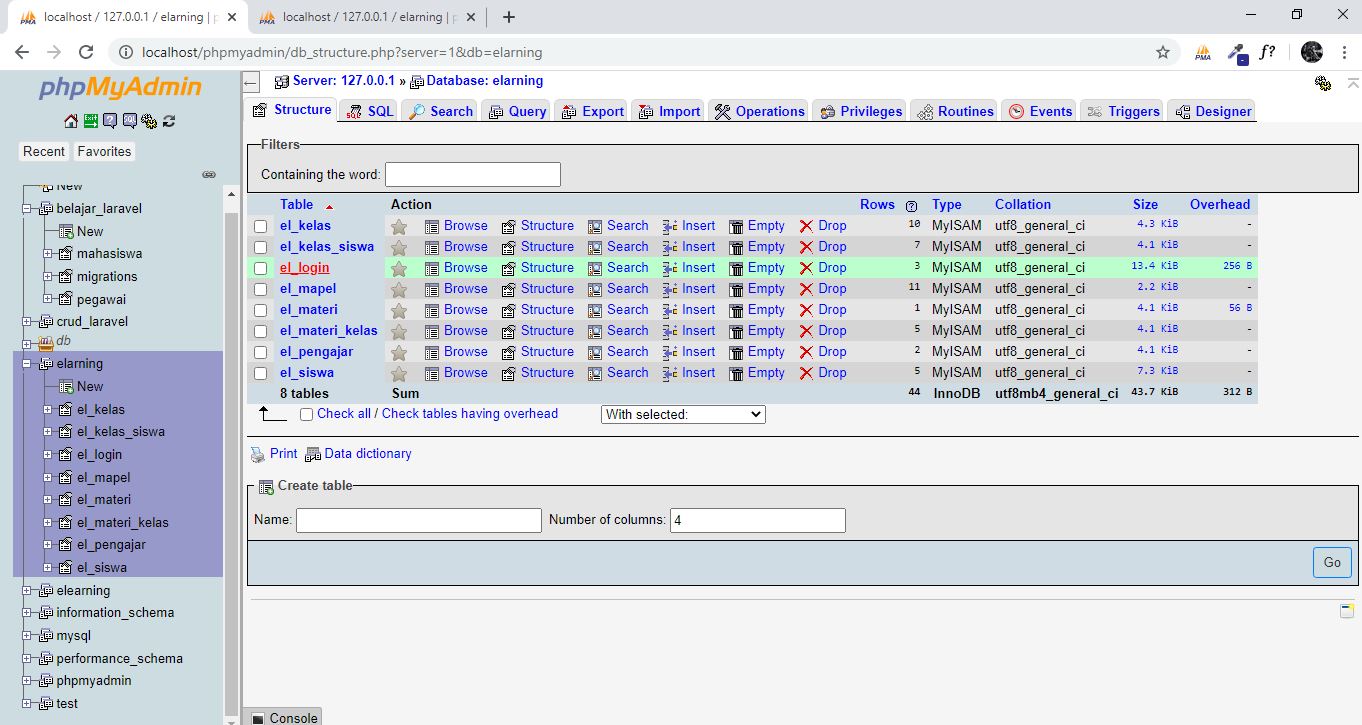 localhost / 127.0.0.1 / elarning | p
localhost / 127.0.0.1 / elarning | p
localhost/phpmyadmin/db_structure.php?server=1&db=elarning
PMA
f?
phpMyAdmin
Recent Favorites
New
belajar_laravel
New
mahasiswa
migrations
pegawai
crud_laravel
db
elarning
New
el_kelas
el_kelas_siswa
el_login
el_mapel
el_materi
el_materi_kelas
el_pengajar
el_siswa
elearning
information_schema
mysql
performance_schema
phpmyadmin
test
Server: 127.0.0.1 » Database: elarning
Structure SQL Search Query Export Import Operations Privileges Routines Events Triggers Designer
Filters
Containing the word:
Table Action Rows Type Collation Size Overhead
el_kelas Browse Structure Search Insert Empty Drop 10 MyISAM utf8_general_ci 4.3 KiB -
el_kelas_siswa Browse Structure Search Insert Empty Drop 7 MyISAM utf8_general_ci 4.1 KiB -
el_login Browse Structure Search Insert Empty Drop 3 MyISAM utf8_general_ci 13.4 KiB 256 B
el_mapel Browse Structure Search Insert Empty Drop 11 MyISAM utf8_general_ci 2.2 KiB -
el_materi Browse Structure Search Insert Empty Drop 1 MyISAM utf8_general_ci 4.1 KiB 56 B
el_materi_kelas Browse Structure Search Insert Empty Drop 5 MyISAM utf8_general_ci 4.1 KiB -
el_pengajar Browse Structure Search Insert Empty Drop 2 MyISAM utf8_general_ci 4.1 KiB -
el_siswa Browse Structure Search Insert Empty Drop 5 MyISAM utf8_general_ci 7.3 KiB -
8 tables Sum 44 InnoDB utf8mb4_general_ci 43.7 KiB 312 B
Check all / Check tables having overhead With selected:
Print Data dictionary
Create table
Name: Number of columns: 4
Go
Console